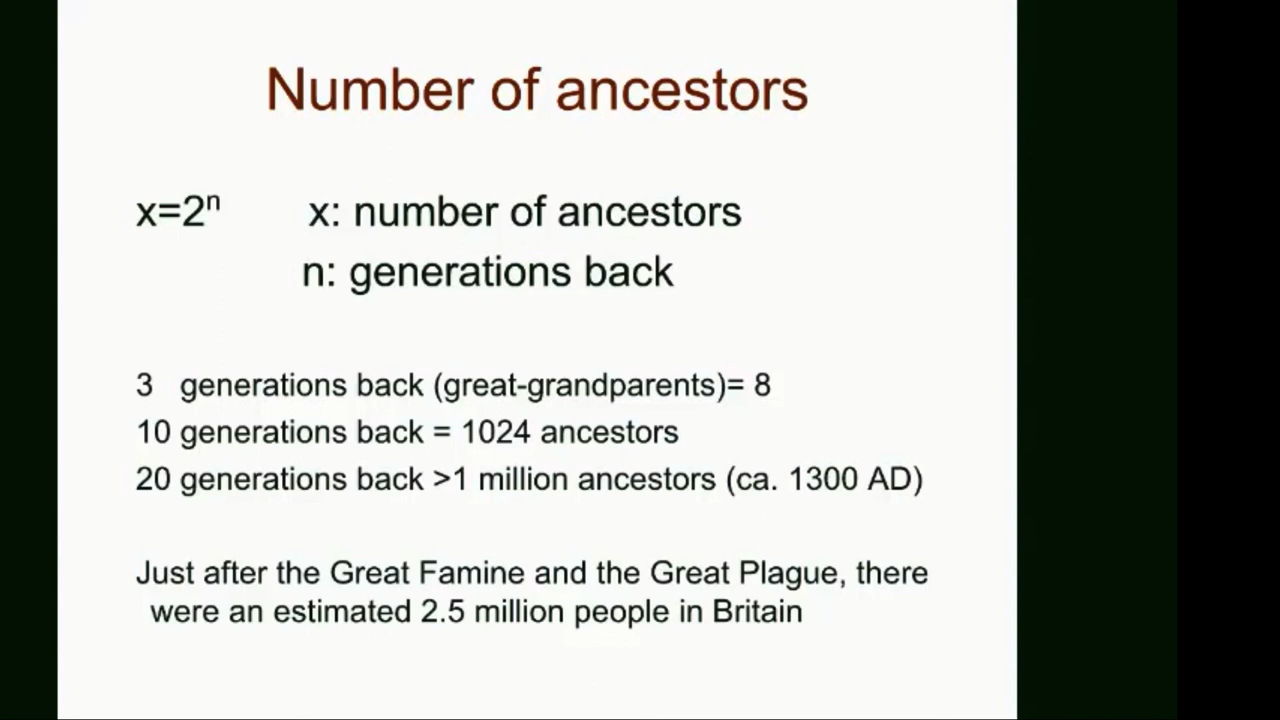 Number of ancestors
x=2ⁿ x: number of ancestors
n: generations back
3 generations back (great-grandparents)= 8
10 generations back = 1024 ancestors
20 generations back >1 million ancestors (ca. 1300 AD)
Just after the Great Famine and the Great Plague, there
were an estimated 2.5 million people in Britain